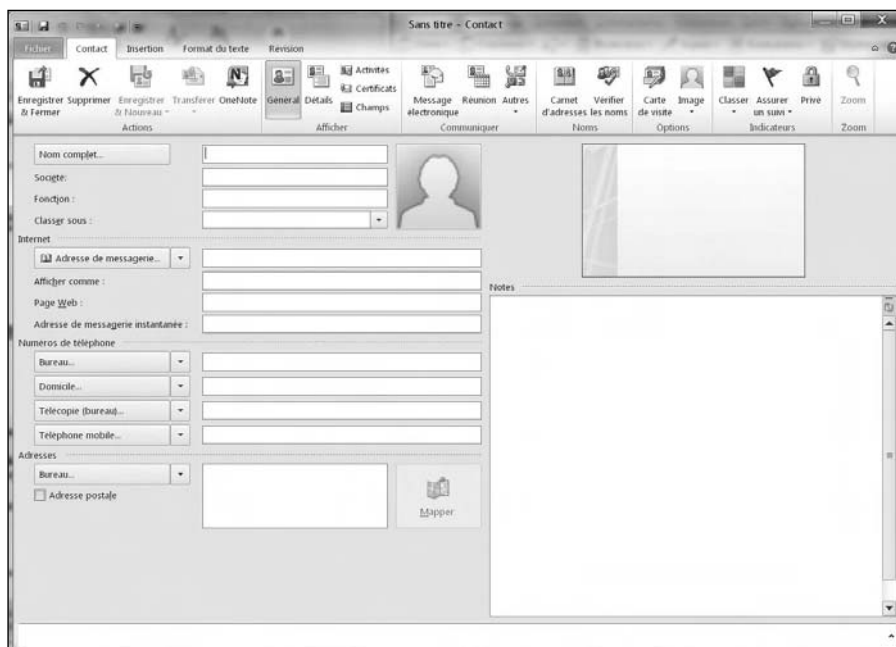 Sans titre - Contact
Fichier Contact Insertion Format du texte Révision
Enregistrer & Fermer Supprimer Enregistrer & Nouveau Transférer OneNote
Actions
Général Détails Activités Certificats Champs
Afficher
Message électronique Réunion Autres
Communiquer
Carnet d'adresses Vérifier les noms
Noms
Carte de visite Image
Options
Classer Assurer un suivi Privé
Indicateurs
Zoom
Zoom
Nom complet...
Société:
Fonction :
Classer sous :
Internet
Adresse de messagerie...
Afficher comme :
Page Web :
Adresse de messagerie instantanée :
Numéros de téléphone
Bureau...
Domicile...
Télécopie (bureau)...
Téléphone mobile...
Adresses
Bureau...
Adresse postale
Mapper
Notes